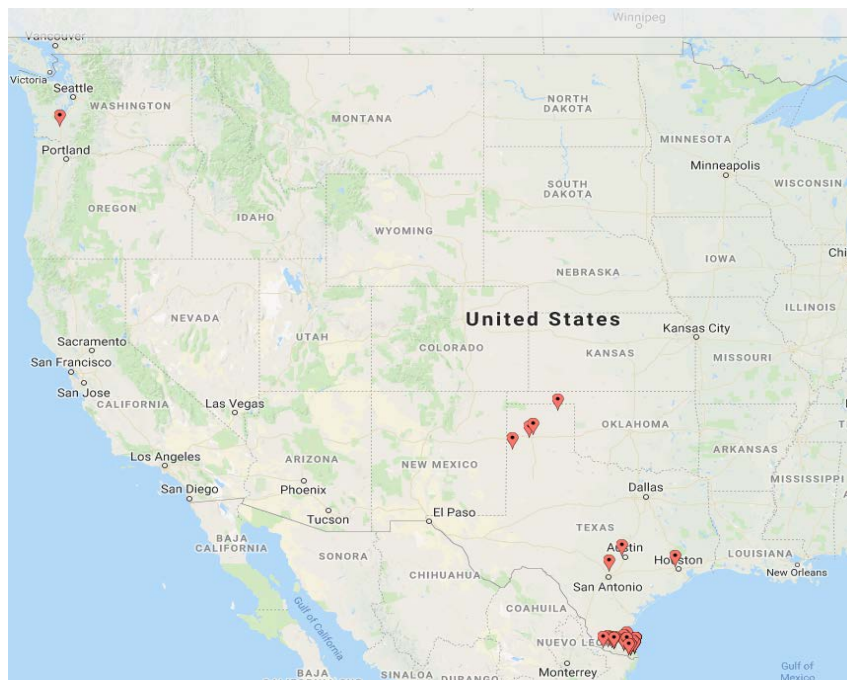 Winnipeg
Vancouver
Victoria
Seattle
WASHINGTON
MONTANA
NORTH
DAKOTA
MINNESOTA
Portland
Minneapolis
SOUTH
DAKOTA
WISCONSIN
OREGON
IDAHO
WYOMING
IOWA
Chi
NEBRASKA
NEVADA
United States
ILLINOIS
Kansas City
UTAH
COLORADO
KANSAS
MISSOURI
Sacramento
San Francisco
San Jose
CALIFORNIA
Las Vegas
OKLAHOMA
Los Angeles
ARIZONA
NEW MEXICO
ARKANSAS
MISSISSIPPI
San Diego
Phoenix
Dallas
Tucson
El Paso
TEXAS
BAJA
CALIFORNIA
SONORA
Austin
Houston
LOUISIANA
New Orleans
CHIHUAHUA
San Antonio
COAHUILA
Gulf of California
NUEVO LEÓN
Monterrey
Gulf of
Mexico
BAJA
SINALOA
DURANGO